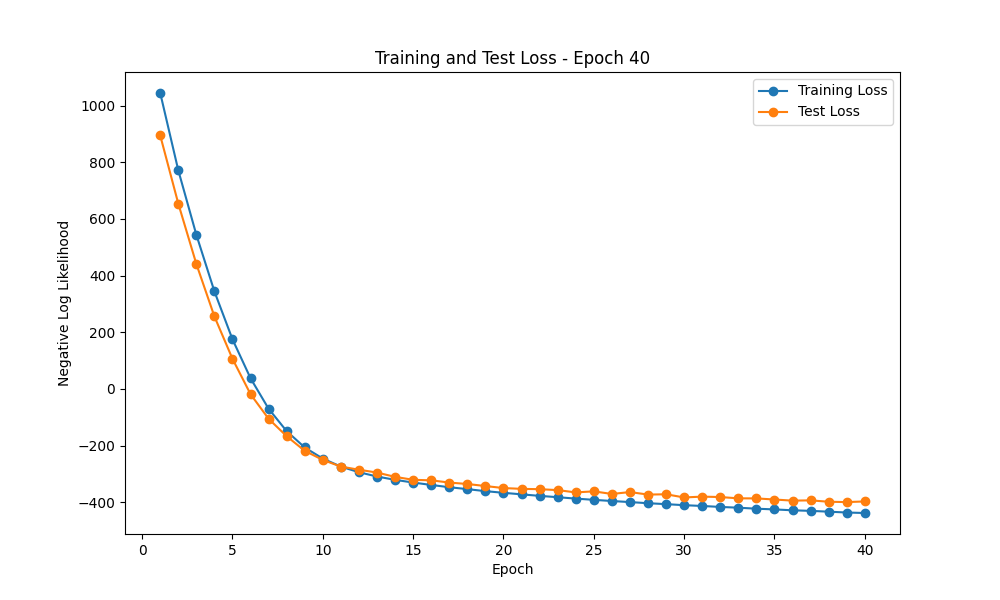 Training and Test Loss - Epoch 40
Training Loss
Test Loss
Negative Log Likelihood
1000
800
600
400
200
0
−200
−400
0 5 10 15 20 25 30 35 40
Epoch